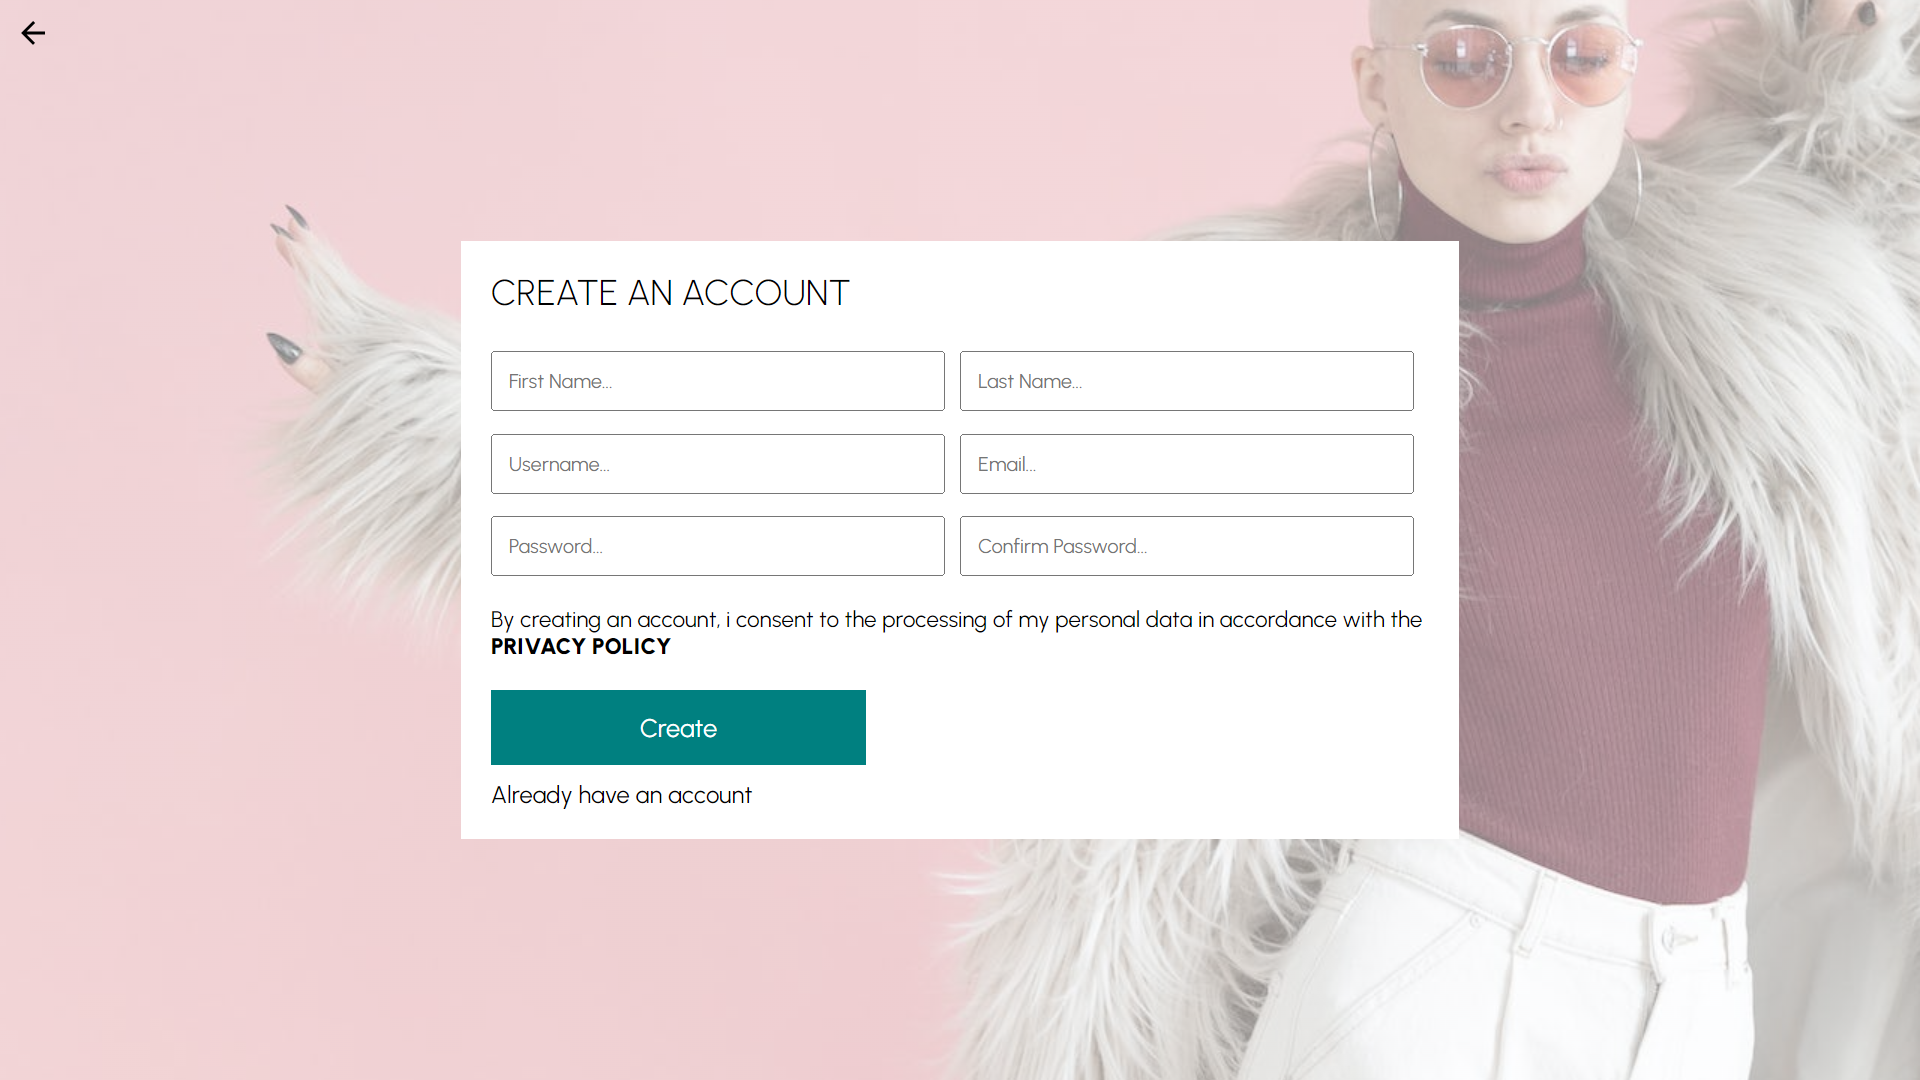 CREATE AN ACCOUNT
First Name...
Last Name...
Username...
Email...
Password...
Confirm Password...
By creating an account, i consent to the processing of my personal data in accordance with the
PRIVACY POLICY
Create
Already have an account